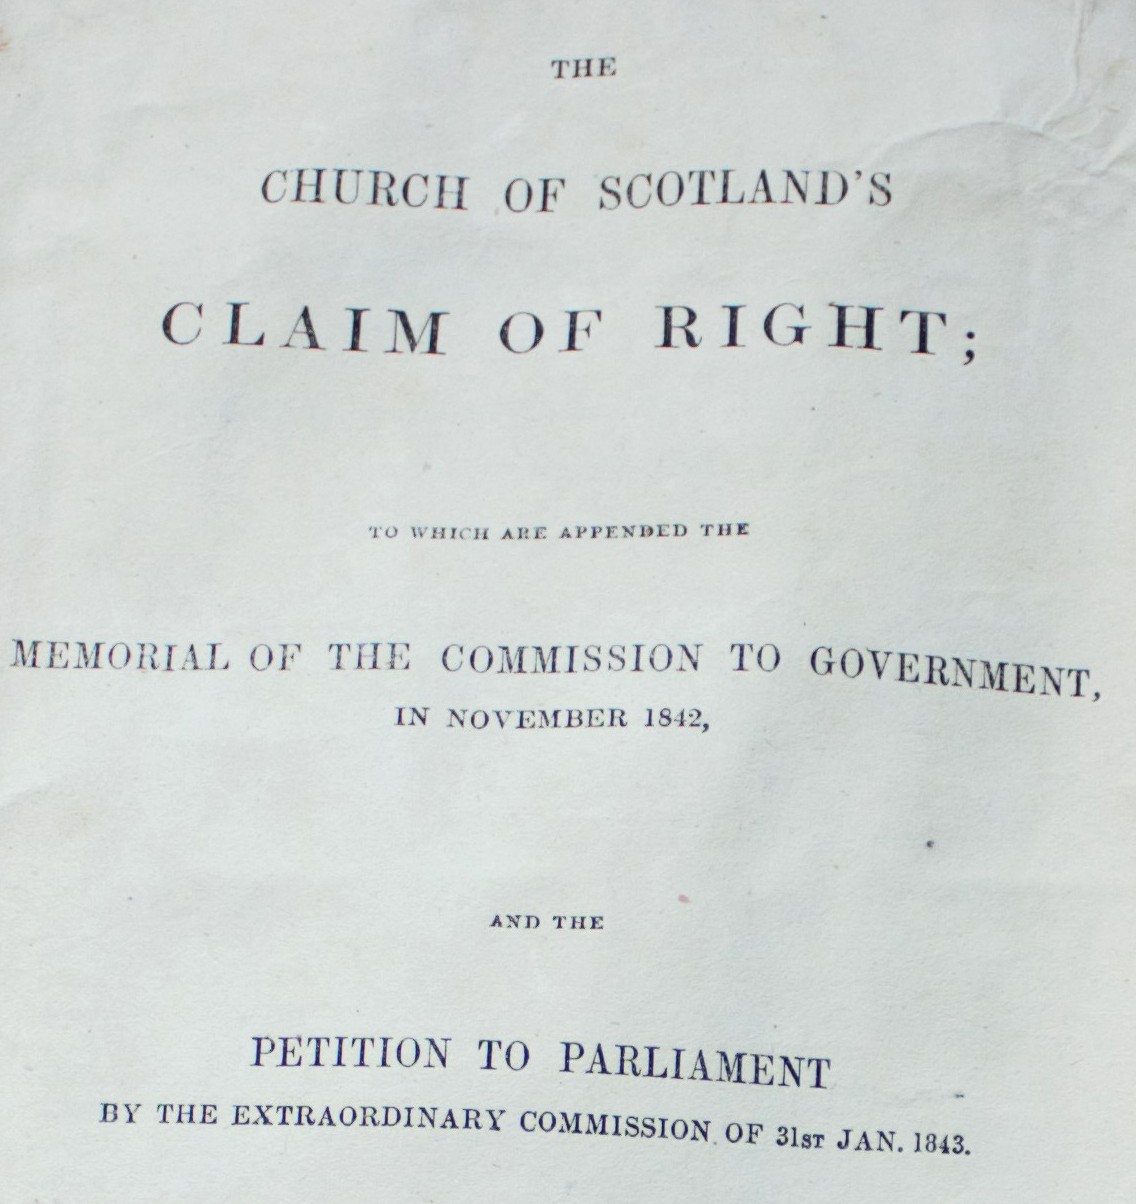 THE
CHURCH OF SCOTLAND'S
CLAIM OF RIGHT;
TO WHICH ARE APPENDED THE
MEMORIAL OF THE COMMISSION TO GOVERNMENT,
IN NOVEMBER 1842,
AND THE
PETITION TO PARLIAMENT
BY THE EXTRAORDINARY COMMISSION OF 31ST JAN. 1843.